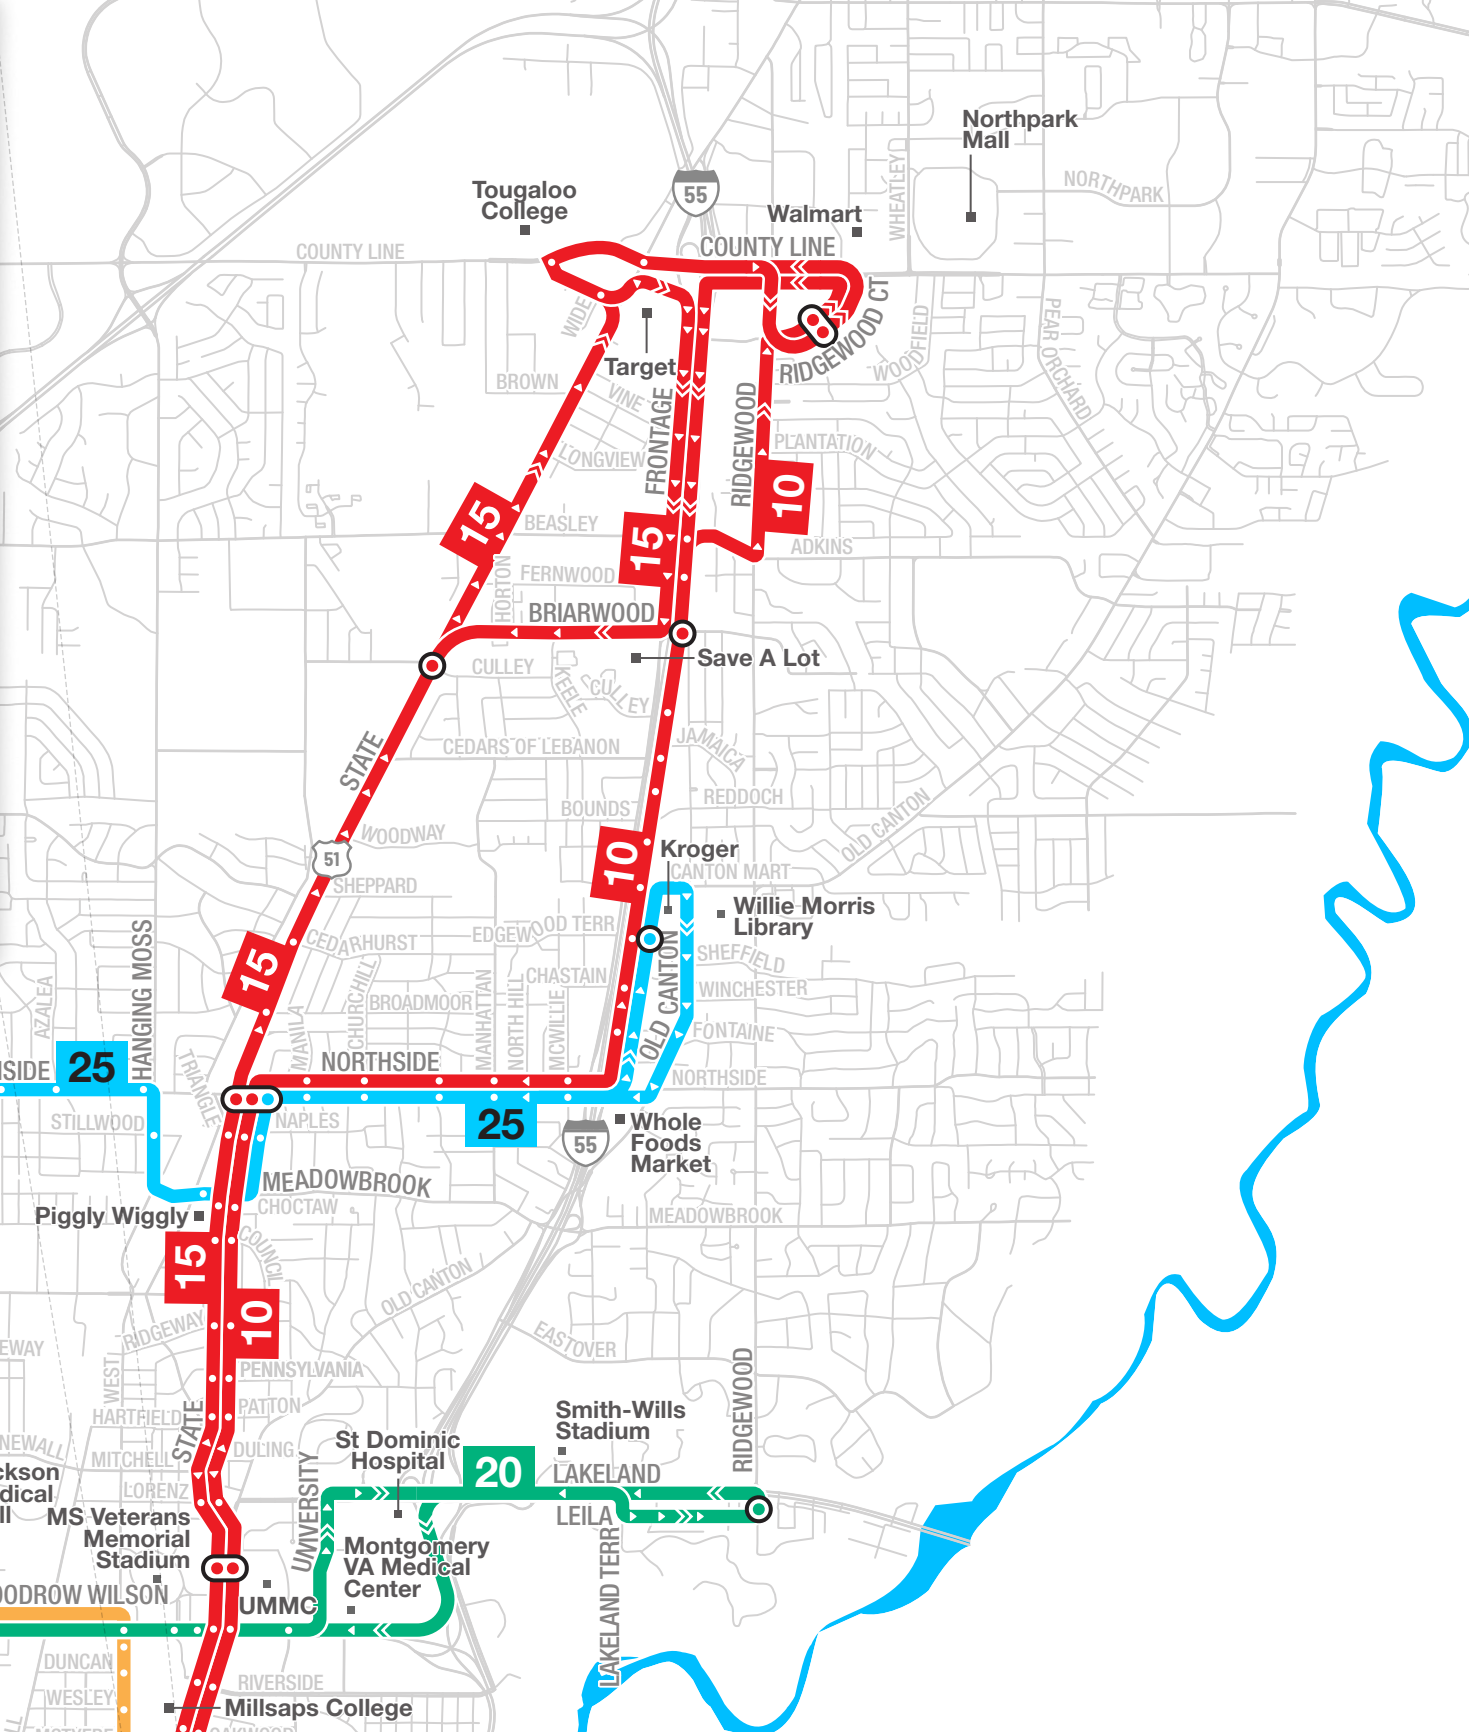 Northpark
Mall
NORTHPARK
WHEATLEY
55
Tougaloo
College
Walmart
COUNTY LINE
COUNTY LINE
RIDGEWOOD CT
WIDE
Target
RIDGEWOOD
WOODFIELD
PEAR ORCHARD
BROWN
VINE
FRONTAGE
LONGVIEW
PLANTATION
10
15
BEASLEY
15
ADKINS
HORTON
FERNWOOD
BRIARWOOD
Save A Lot
CULLEY
KEELE
CULLEY
STATE
CEDARS OF LEBANON
JAMAICA
BOUNDS
REDDOCH
OLD CANTON
51
WOODWAY
10
Kroger
CANTON MART
SHEPPARD
Willie Morris
Library
HANGING MOSS
CEDARHURST
EDGEWOOD TERR
15
CHURCHILL
BROADMOOR
MANHATTAN
NORTH HILL
MCWILLIE
CHASTAIN
OLD CANTON
SHEFFIELD
WINCHESTER
FONTAINE
AZALEA
MANILA
TRIANGLE
NORTHSIDE
NORTHSIDE
SIDE
25
25
STILLWOOD
NAPLES
55
Whole
Foods
Market
MEADOWBROOK
CHOCTAW
Piggly Wiggly
MEADOWBROOK
COUNCIL
15
OLD CANTON
10
RIDGEWAY
EWAY
WEST
EASTOVER
PENNSYLVANIA
RIDGEWOOD
HARTFIELD
PATTON
STATE
NEWALL
MITCHELL
DULING
St Dominic
Hospital
Smith-Wills
Stadium
20
LAKELAND
LEILA
LORENZ
UNIVERSITY
ckson
dical
ll
MS Veterans
Memorial
Stadium
Montgomery
VA Medical
Center
LAKELAND TERR
ODROW WILSON
UMMC
DUNCAN
WESLEY
RIVERSIDE
Millsaps College